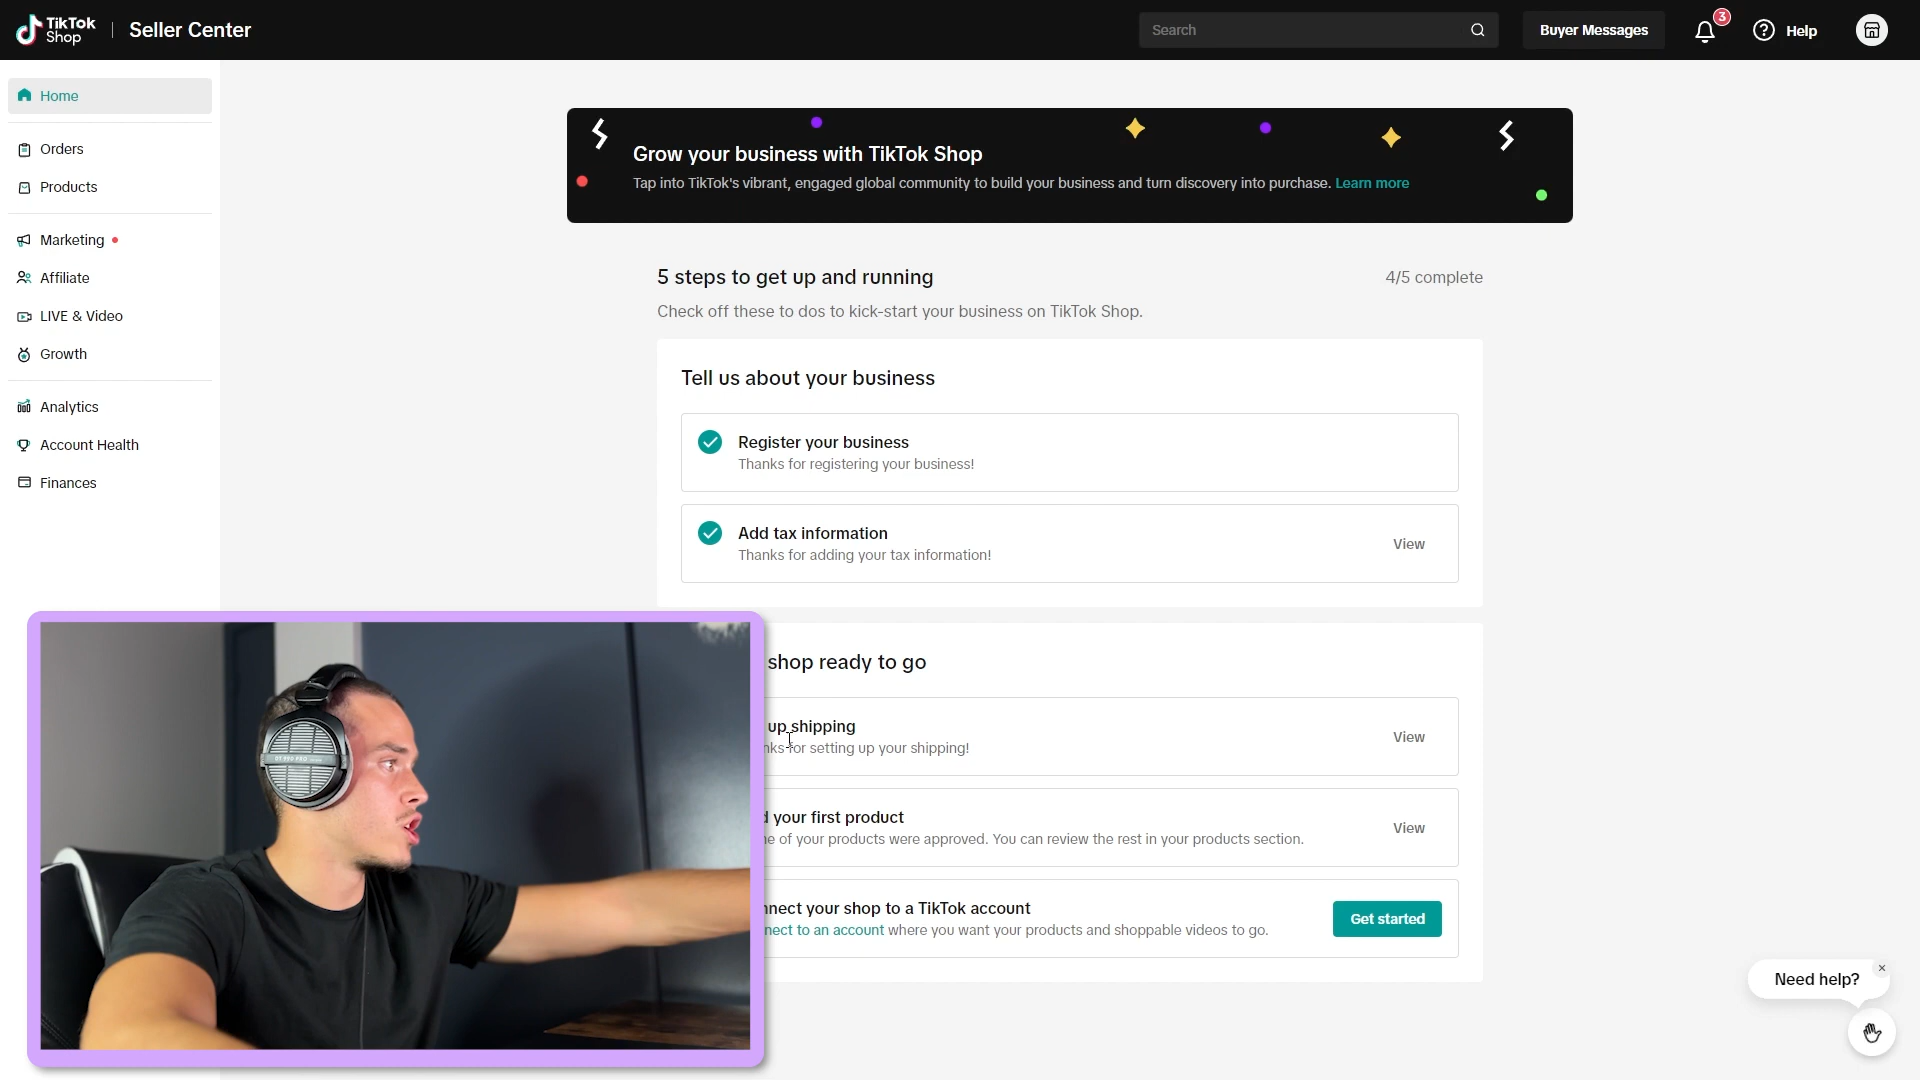 TikTok
Shop
Seller Center
Search
Buyer Messages
3
Help
Home
Orders
Products
Marketing
Affiliate
LIVE & Video
Growth
Analytics
Account Health
Finances
Grow your business with TikTok Shop
Tap into TikTok's vibrant, engaged global community to build your business and turn discovery into purchase. Learn more
5 steps to get up and running
4/5 complete
Check off these to dos to kick-start your business on TikTok Shop.
Tell us about your business
Register your business
Thanks for registering your business!
Add tax information
Thanks for adding your tax information!
View
shop ready to go
up shipping
nks for setting up your shipping!
View
d your first product
ne of your products were approved. You can review the rest in your products section.
View
nnect your shop to a TikTok account
nect to an account where you want your products and shoppable videos to go.
Get started
Need help?
DT 990 PRO